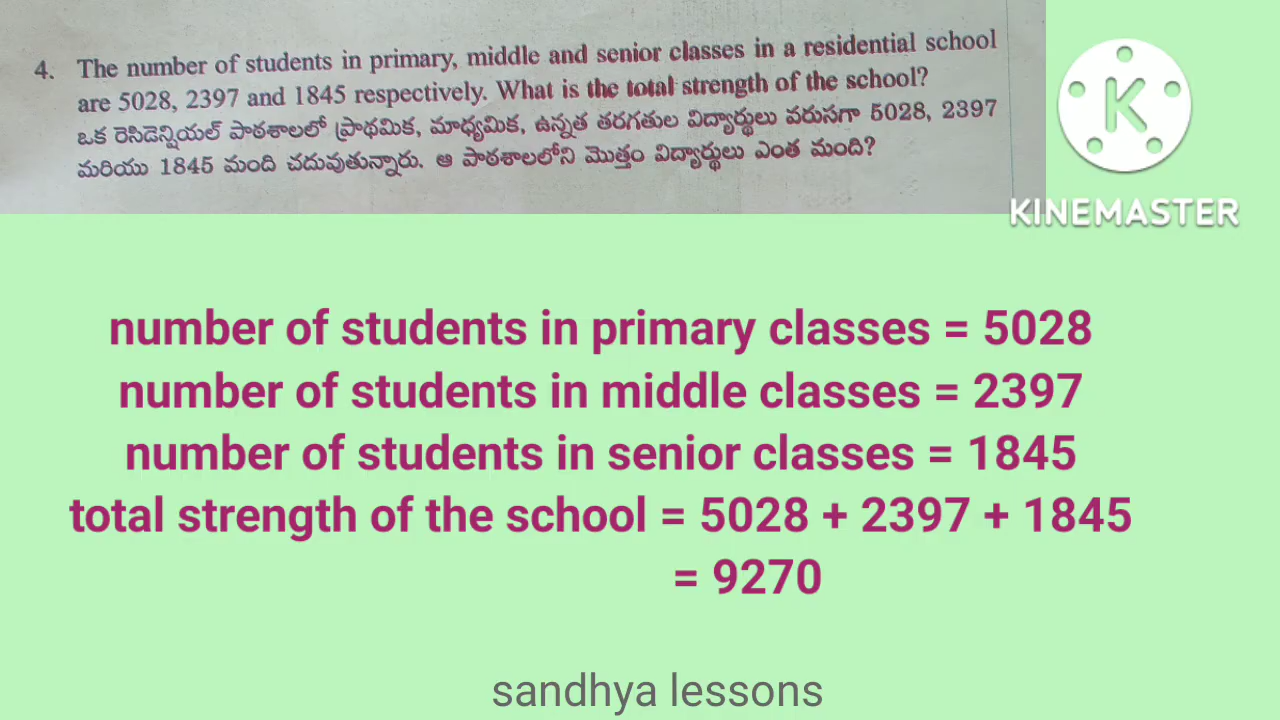 4. The number of students in primary, middle and senior classes in a residential school
are 5028, 2397 and 1845 respectively. What is the total strength of the school?
ఒక రెసిడెన్షియల్ పాఠశాలలో ప్రాథమిక, మాధ్యమిక, ఉన్నత తరగతుల విద్యార్థులు వరుసగా 5028, 2397
మరియు 1845 మంది చదువుతున్నారు. ఆ పాఠశాలలోని మొత్తం విద్యార్థులు ఎంత మంది?
K
KINEMASTER
number of students in primary classes = 5028
number of students in middle classes = 2397
number of students in senior classes = 1845
total strength of the school = 5028 + 2397 + 1845
= 9270
sandhya lessons